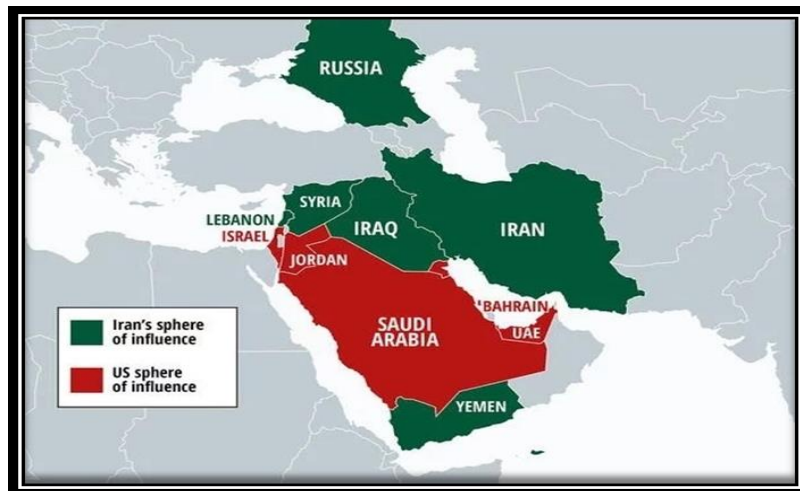 RUSSIA
SYRIA
LEBANON
ISRAEL
IRAQ
IRAN
JORDAN
BAHRAIN
SAUDI
ARABIA
UAE
YEMEN
Iran's sphere
of influence
US sphere
of influence